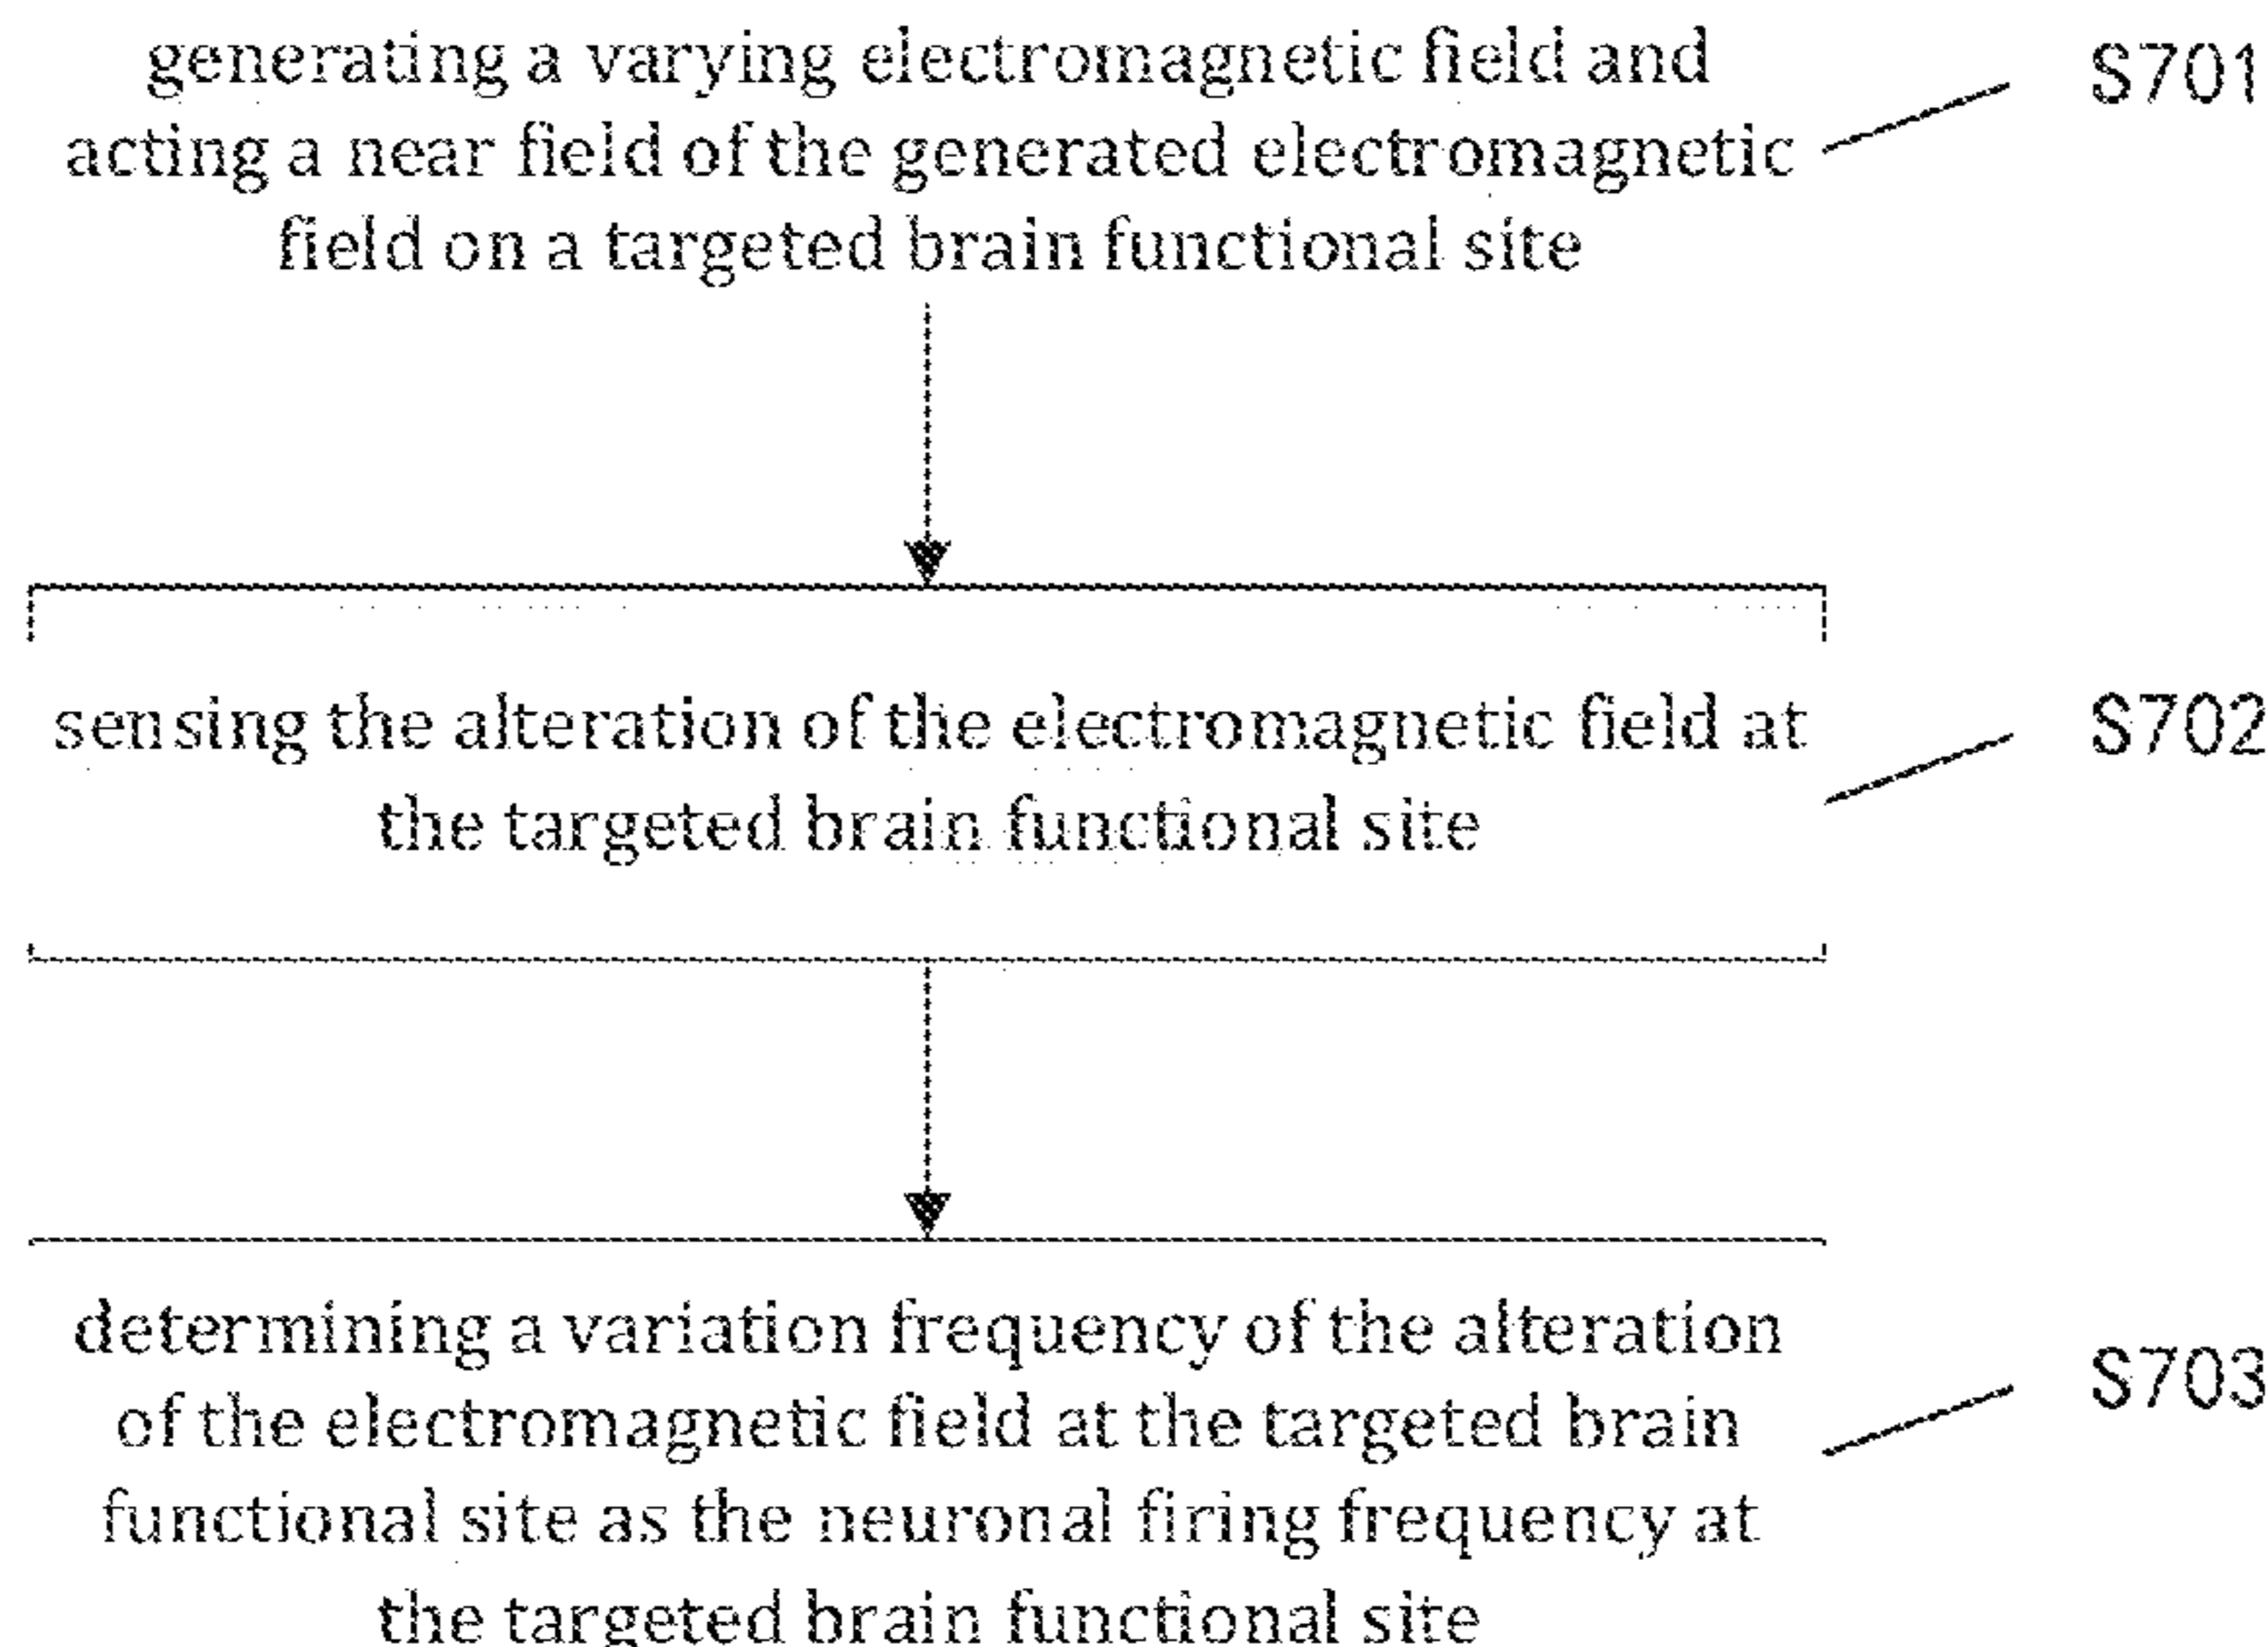 generating a varying electromagnetic field and
acting a near field of the generated electromagnetic
field on a targeted brain functional site
S701
sensing the alteration of the electromagnetic field at
the targeted brain functional site
S702
determining a variation frequency of the alteration
of the electromagnetic field at the targeted brain
functional site as the neuronal firing frequency at
the targeted brain functional site
S703